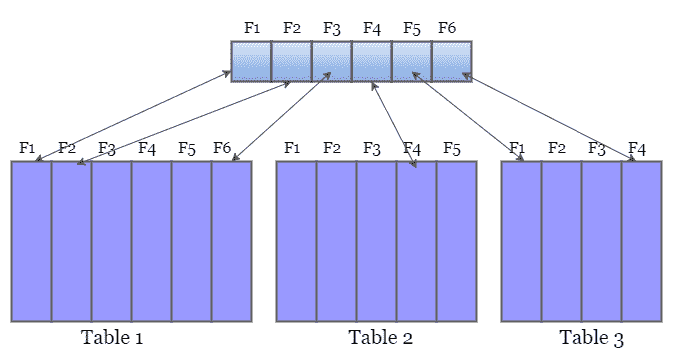 F1 F2 F3 F4 F5 F6
F1 F2 F3 F4 F5 F6
F1 F2 F3 F4 F5
F1 F2 F3 F4
Table 1
Table 2
Table 3